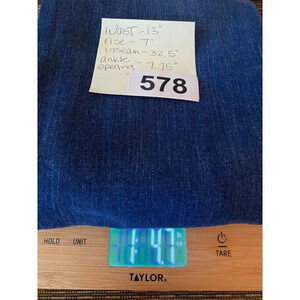 Waist - 13"
rise - 7"
inseam - 32.5"
ankle
opening - 7.75"
578
HOLD UNIT
TARE
TAYLOR